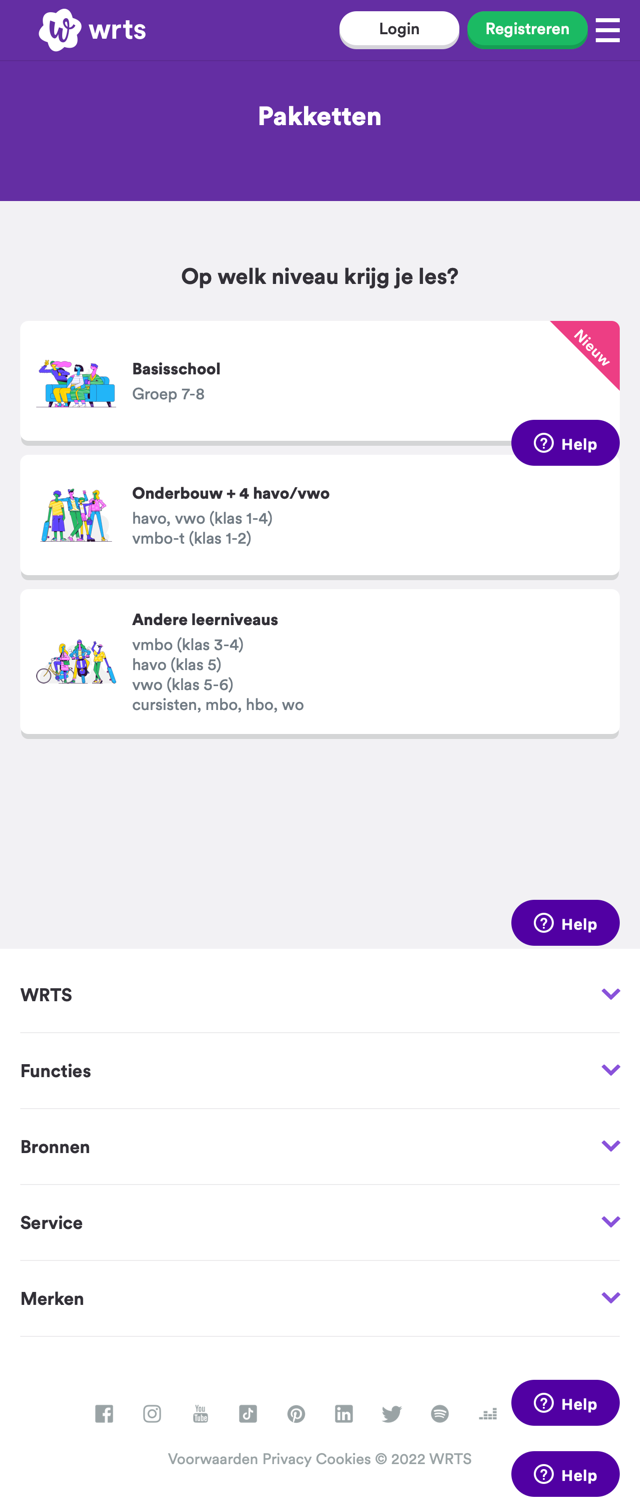 wrts
Login
Registreren
Pakketten
Op welk niveau krijg je les?
Nieuw
Basisschool
Groep 7-8
Help
Onderbouw + 4 havo/vwo
havo, vwo (klas 1-4)
vmbo-t (klas 1-2)
Andere leerniveaus
vmbo (klas 3-4)
havo (klas 5)
vwo (klas 5-6)
cursisten, mbo, hbo, wo
Help
WRTS
Functies
Bronnen
Service
Merken
You
Tube
Help
Voorwaarden Privacy Cookies © 2022 WRTS
Help